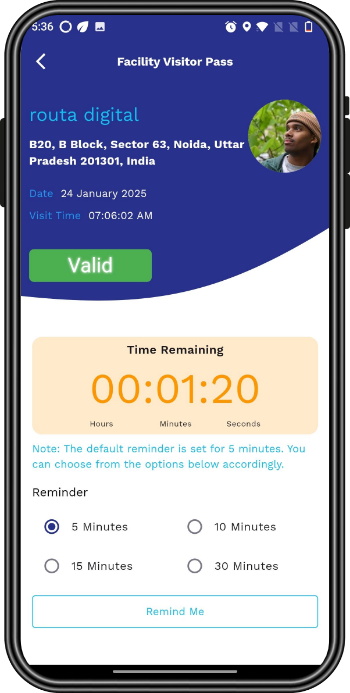 5:36
Facility Visitor Pass
routa digital
B20, B Block, Sector 63, Noida, Uttar
Pradesh 201301, India
Date 24 January 2025
Visit Time 07:06:02 AM
Valid
Time Remaining
00:01:20
Hours Minutes Seconds
Note: The default reminder is set for 5 minutes. You
can choose from the options below accordingly.
Reminder
5 Minutes 10 Minutes
15 Minutes 30 Minutes
Remind Me